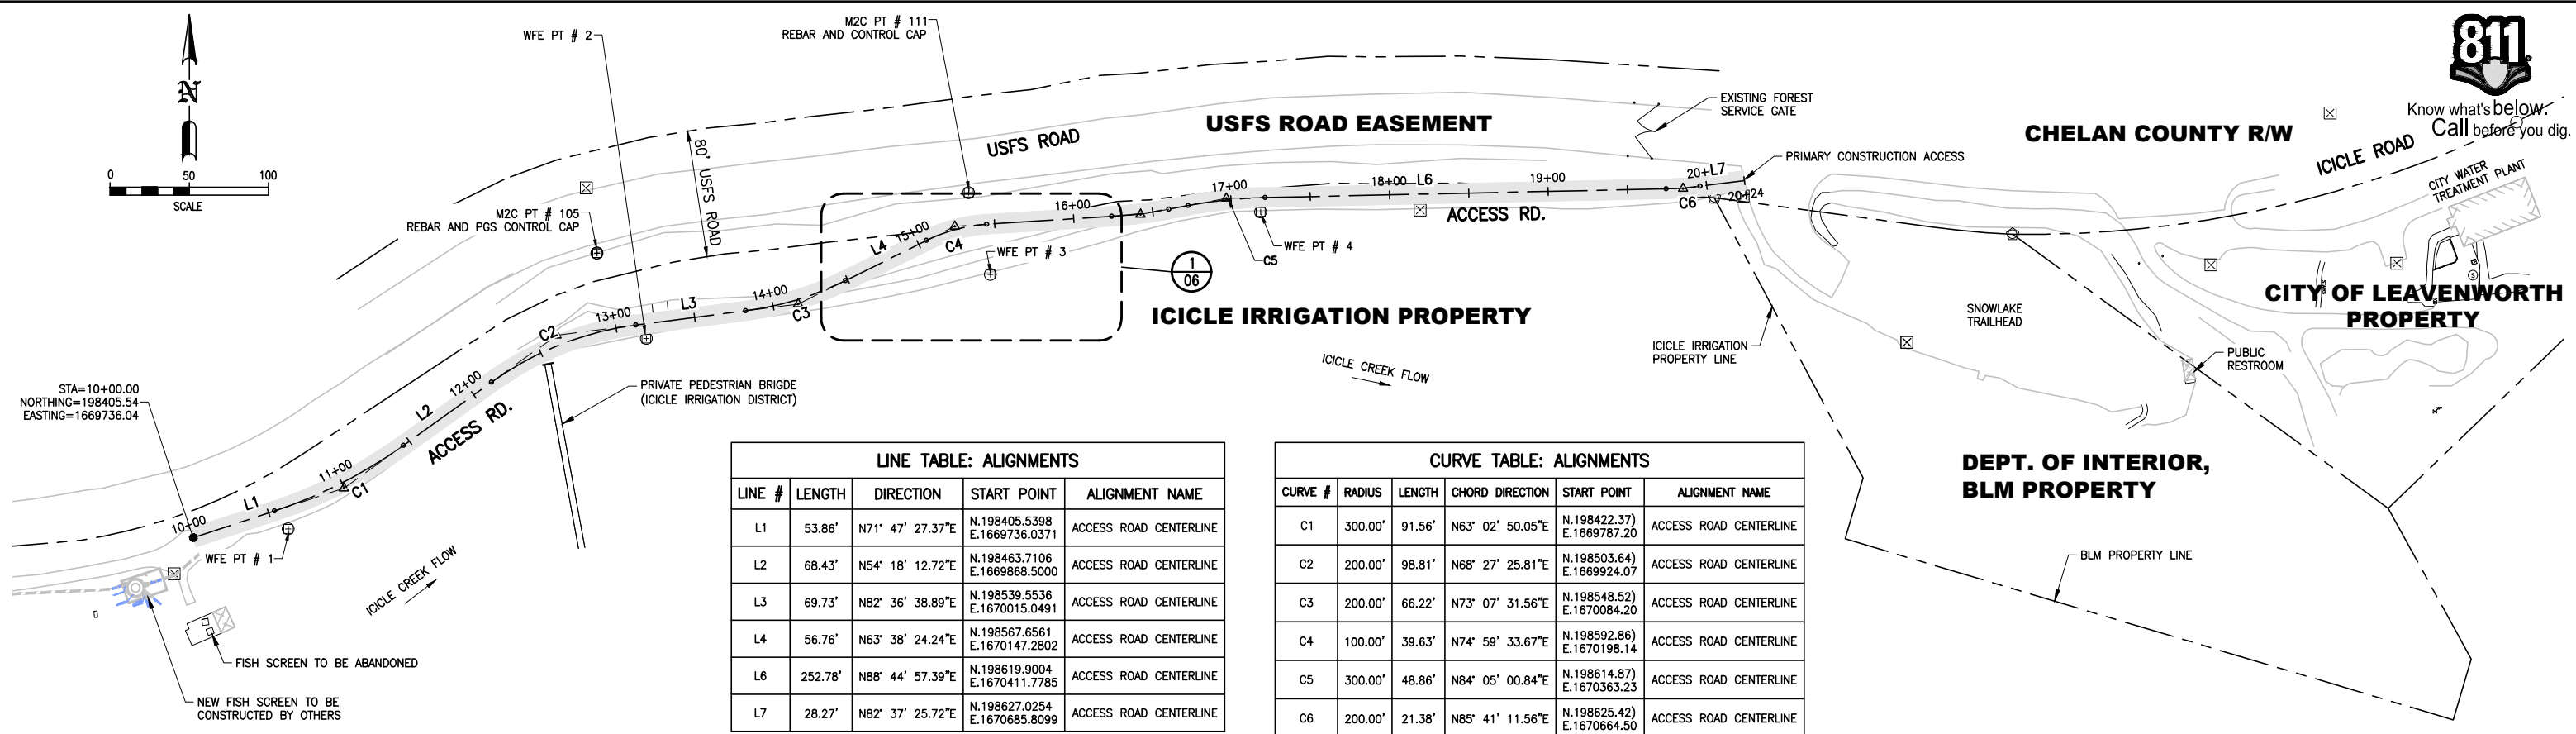 N
0 50 100
SCALE
WFE PT # 2
M2C PT # 111
REBAR AND CONTROL CAP
80' USFS ROAD
M2C PT # 105
REBAR AND PGS CONTROL CAP
USFS ROAD
USFS ROAD EASEMENT
EXISTING FOREST
SERVICE GATE
PRIMARY CONSTRUCTION ACCESS
CHELAN COUNTY R/W
811
Know what's below.
Call before you dig.
ICICLE ROAD
CITY WATER
TREATMENT PLANT
S
CITY OF LEAVENWORTH
PROPERTY
SNOWLAKE
TRAILHEAD
PUBLIC
RESTROOM
DEPT. OF INTERIOR,
BLM PROPERTY
BLM PROPERTY LINE
ICICLE IRRIGATION
PROPERTY LINE
20+24
L7
20+
C6
19+00
L6
18+00
ACCESS RD.
17+00
C5
WFE PT # 4
16+00
WFE PT # 3
C4
15+00
L4
1
06
ICICLE IRRIGATION PROPERTY
ICICLE CREEK FLOW
C3
14+00
L3
13+00
C2
12+00
L2
ACCESS RD.
11+00
C1
L1
10+00
PRIVATE PEDESTRIAN BRIGDE
(ICICLE IRRIGATION DISTRICT)
STA=10+00.00
NORTHING=198405.54
EASTING=1669736.04
WFE PT # 1
ICICLE CREEK FLOW
FISH SCREEN TO BE ABANDONED
NEW FISH SCREEN TO BE
CONSTRUCTED BY OTHERS
LINE TABLE: ALIGNMENTS
LINE # LENGTH DIRECTION START POINT ALIGNMENT NAME
L1 53.86' N71° 47' 27.37"E N.198405.5398 E.1669736.0371 ACCESS ROAD CENTERLINE
L2 68.43' N54° 18' 12.72"E N.198463.7106 E.1669868.5000 ACCESS ROAD CENTERLINE
L3 69.73' N82° 36' 38.89"E N.198539.5536 E.1670015.0491 ACCESS ROAD CENTERLINE
L4 56.76' N63° 38' 24.24"E N.198567.6561 E.1670147.2802 ACCESS ROAD CENTERLINE
L6 252.78' N88° 44' 57.39"E N.198619.9004 E.1670411.7785 ACCESS ROAD CENTERLINE
L7 28.27' N82° 37' 25.72"E N.198627.0254 E.1670685.8099 ACCESS ROAD CENTERLINE
CURVE TABLE: ALIGNMENTS
CURVE # RADIUS LENGTH CHORD DIRECTION START POINT ALIGNMENT NAME
C1 300.00' 91.56' N63° 02' 50.05"E N.198422.37) E.1669787.20 ACCESS ROAD CENTERLINE
C2 200.00' 98.81' N68° 27' 25.81"E N.198503.64) E.1669924.07 ACCESS ROAD CENTERLINE
C3 200.00' 66.22' N73° 07' 31.56"E N.198548.52) E.1670084.20 ACCESS ROAD CENTERLINE
C4 100.00' 39.63' N74° 59' 33.67"E N.198592.86) E.1670198.14 ACCESS ROAD CENTERLINE
C5 300.00' 48.86' N84° 05' 00.84"E N.198614.87) E.1670363.23 ACCESS ROAD CENTERLINE
C6 200.00' 21.38' N85° 41' 11.56"E N.198625.42) E.1670664.50 ACCESS ROAD CENTERLINE